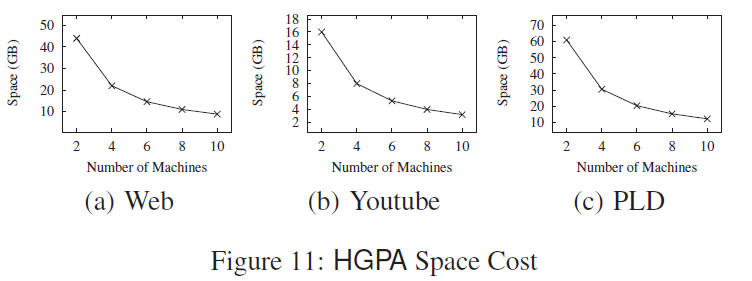 50
40
30
20
10
Space (GB)
2 4 6 8 10
Number of Machines
(a) Web
18
16
14
12
10
8
6
4
2
Space (GB)
2 4 6 8 10
Number of Machines
(b) Youtube
70
60
50
40
30
20
10
Space (GB)
2 4 6 8 10
Number of Machines
(c) PLD
Figure 11: HGPA Space Cost